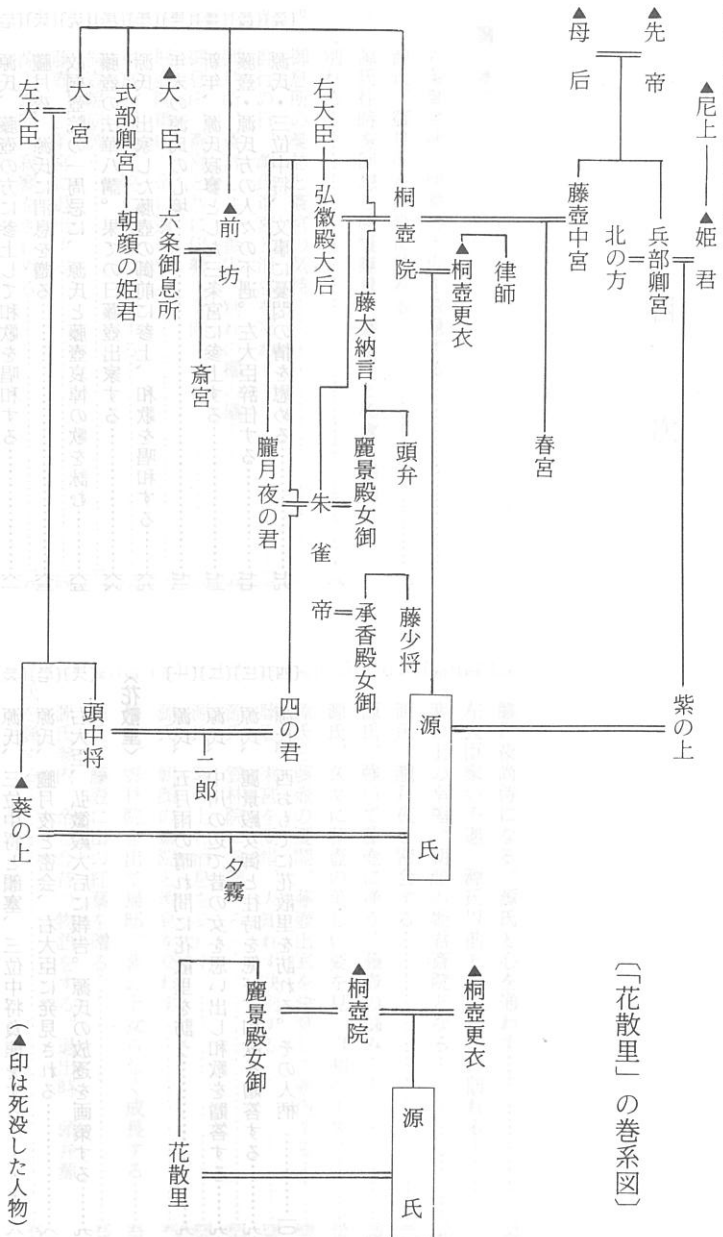 ▲尼上
▲姫君
▲先帝
▲母后
兵部卿宮
北の方
藤壺中宮
紫の上
春宮
律師
▲桐壺更衣
桐壺院
右大臣
弘徽殿大后
藤大納言
頭弁
麗景殿女御
藤少将
承香殿女御
朱雀帝
朧月夜の君
四の君
源氏
▲前坊
▲大臣
六条御息所
斎宮
式部卿宮
朝顔の姫君
大宮
左大臣
頭中将
二郎
▲葵の上
夕霧
〔「花散里」の巻系図〕
▲桐壺更衣
▲桐壺院
麗景殿女御
源氏
花散里
(▲印は死没した人物)